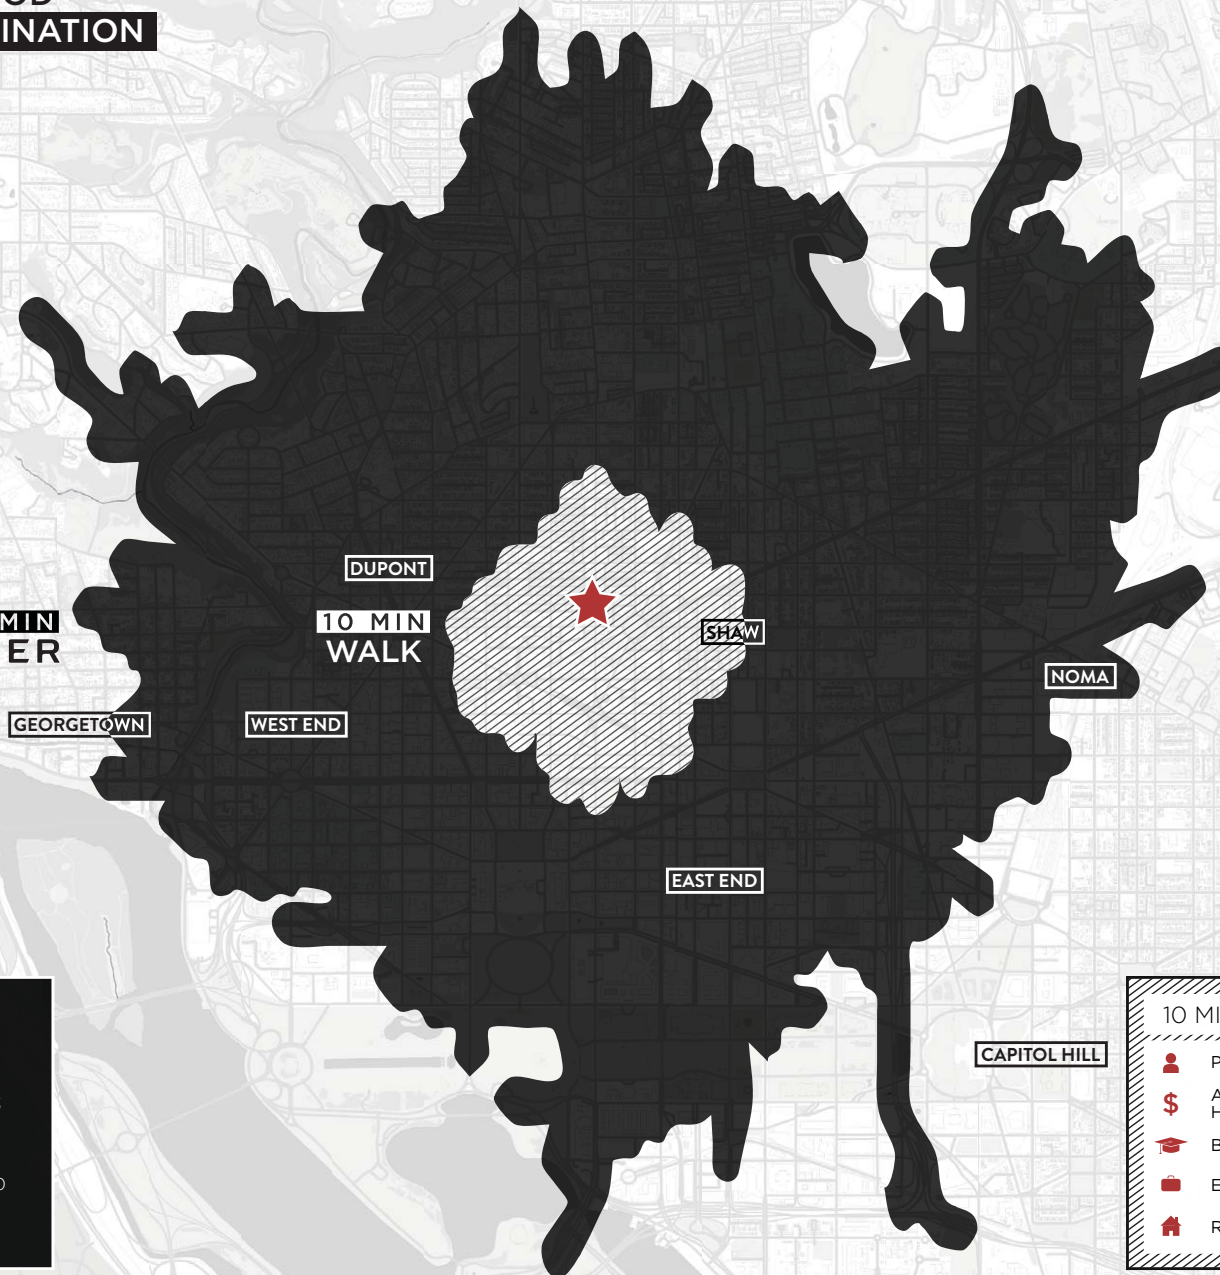 INATION
DUPONT
10 MIN
WALK
MIN
ER
SHAW
NOMA
GEORGETOWN
WEST END
EAST END
CAPITOL HILL
10 MI
P
$
A
H
B
E
R